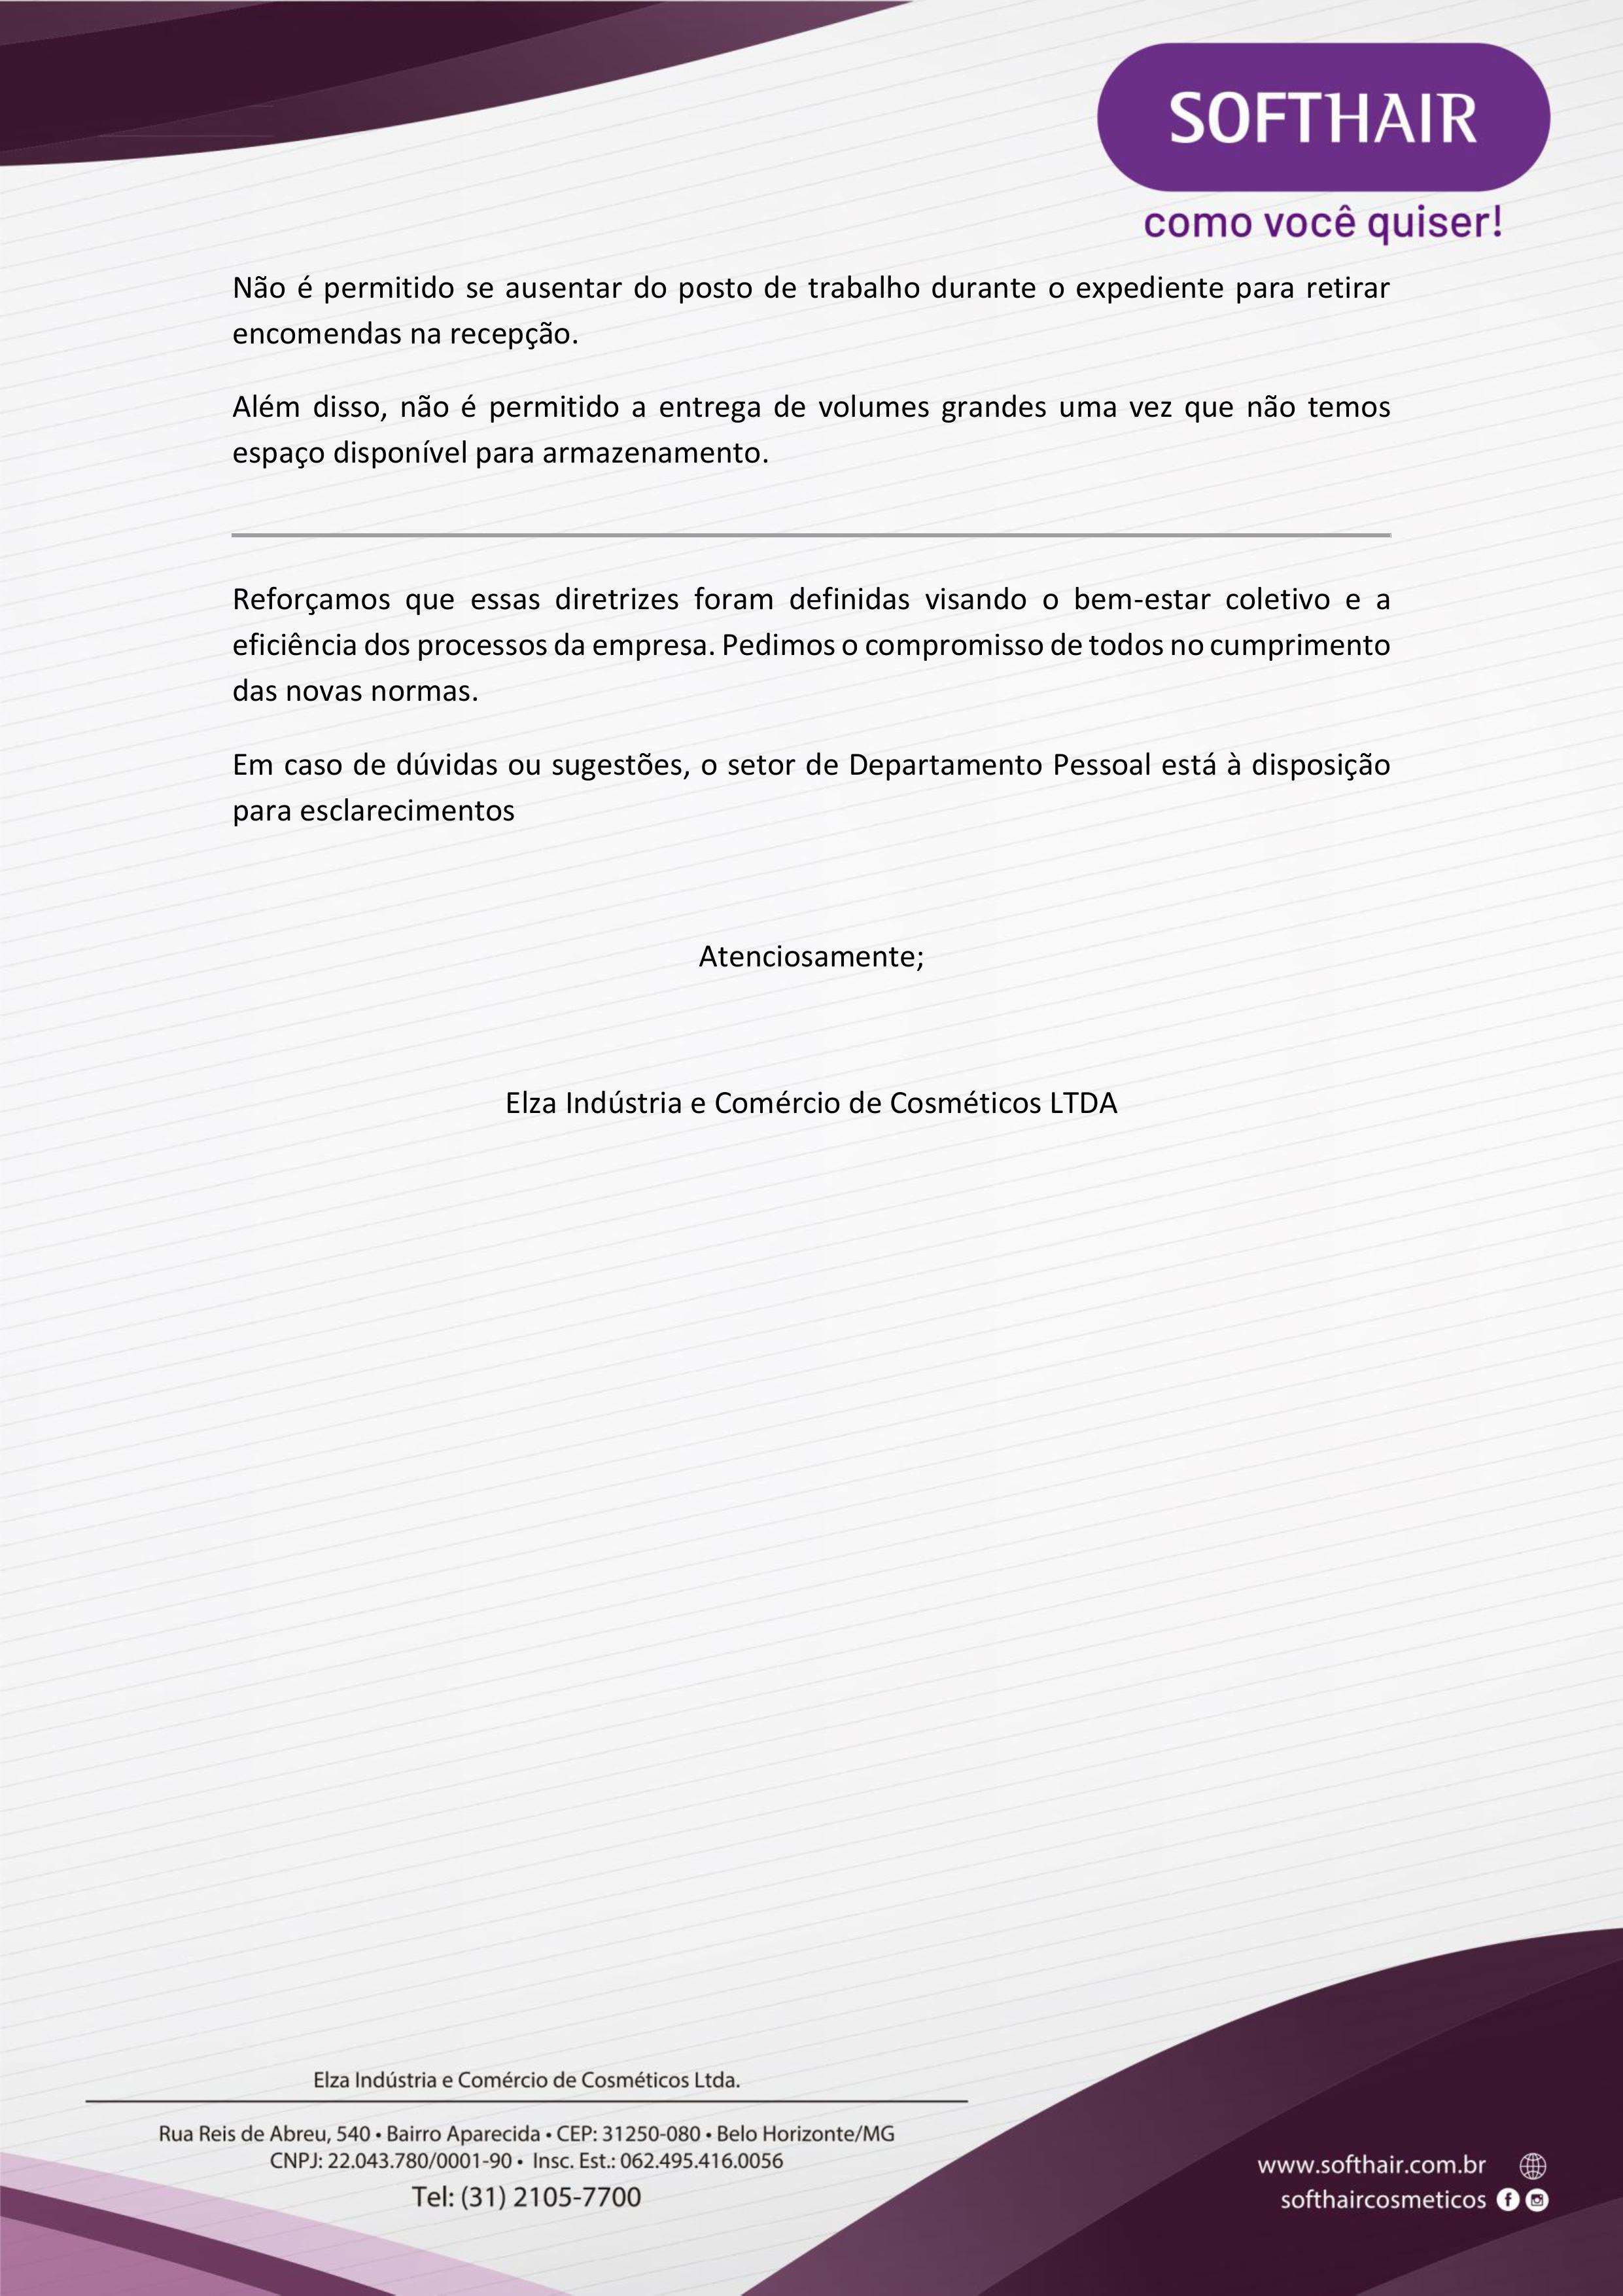 SOFTHAIR
como você quiser!
Não é permitido se ausentar do posto de trabalho durante o expediente para retirar
encomendas na recepção.
Além disso, não é permitido a entrega de volumes grandes uma vez que não temos
espaço disponível para armazenamento.
Reforçamos que essas diretrizes foram definidas visando o bem-estar coletivo e a
eficiência dos processos da empresa. Pedimos o compromisso de todos no cumprimento
das novas normas.
Em caso de dúvidas ou sugestões, o setor de Departamento Pessoal está à disposição
para esclarecimentos
Atenciosamente;
Elza Indústria e Comércio de Cosméticos LTDA
Elza Indústria e Comércio de Cosméticos Ltda.
Rua Reis de Abreu, 540 • Bairro Aparecida • CEP: 31250-080 • Belo Horizonte/MG
CNPJ: 22.043.780/0001-90 • Insc. Est.: 062.495.416.0056
Tel: (31) 2105-7700
www.softhair.com.br
softhaircosmeticos